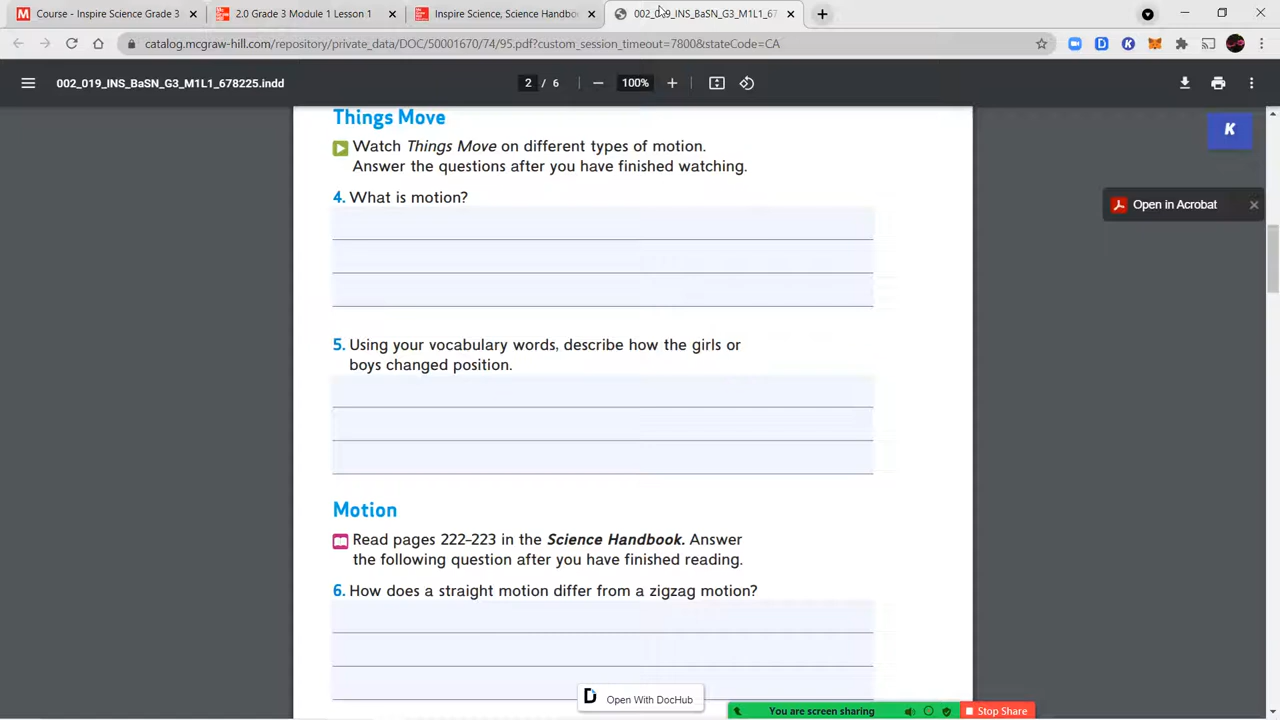 Course - Inspire Science Grade 3
2.0 Grade 3 Module 1 Lesson 1
Inspire Science, Science Handbo
002_019_INS_BaSN_G3_M1L1_67
catalog.mcgraw-hill.com/repository/private_data/DOC/50006670/74/95.pdf?custom_session_timeout=7800&stateCode=CA
002_019_INS_BaSN_G3_M1L1_678225.indd
2 / 6
100%
K
Open in Acrobat
Things Move
Watch Things Move on different types of motion.
Answer the questions after you have finished watching.
4. What is motion?
5. Using your vocabulary words, describe how the girls or
boys changed position.
Motion
Read pages 222–223 in the Science Handbook. Answer
the following question after you have finished reading.
6. How does a straight motion differ from a zigzag motion?
Open With DocHub
You are screen sharing
Stop Share